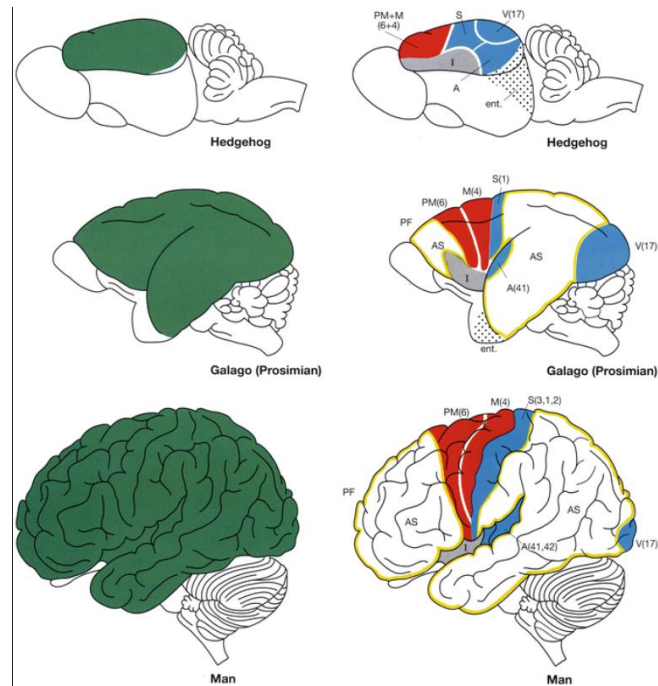 PM+M
(6+4)
S
V(17)
I
A
ent.
Hedgehog
Hedgehog
S(1)
M(4)
PM(6)
PF
AS
AS
I
A(41)
V(17)
ent.
Galago (Prosimian)
Galago (Prosimian)
S(3,1,2)
M(4)
PM(6)
PF
AS
AS
I
A(41,42)
V(17)
Man
Man